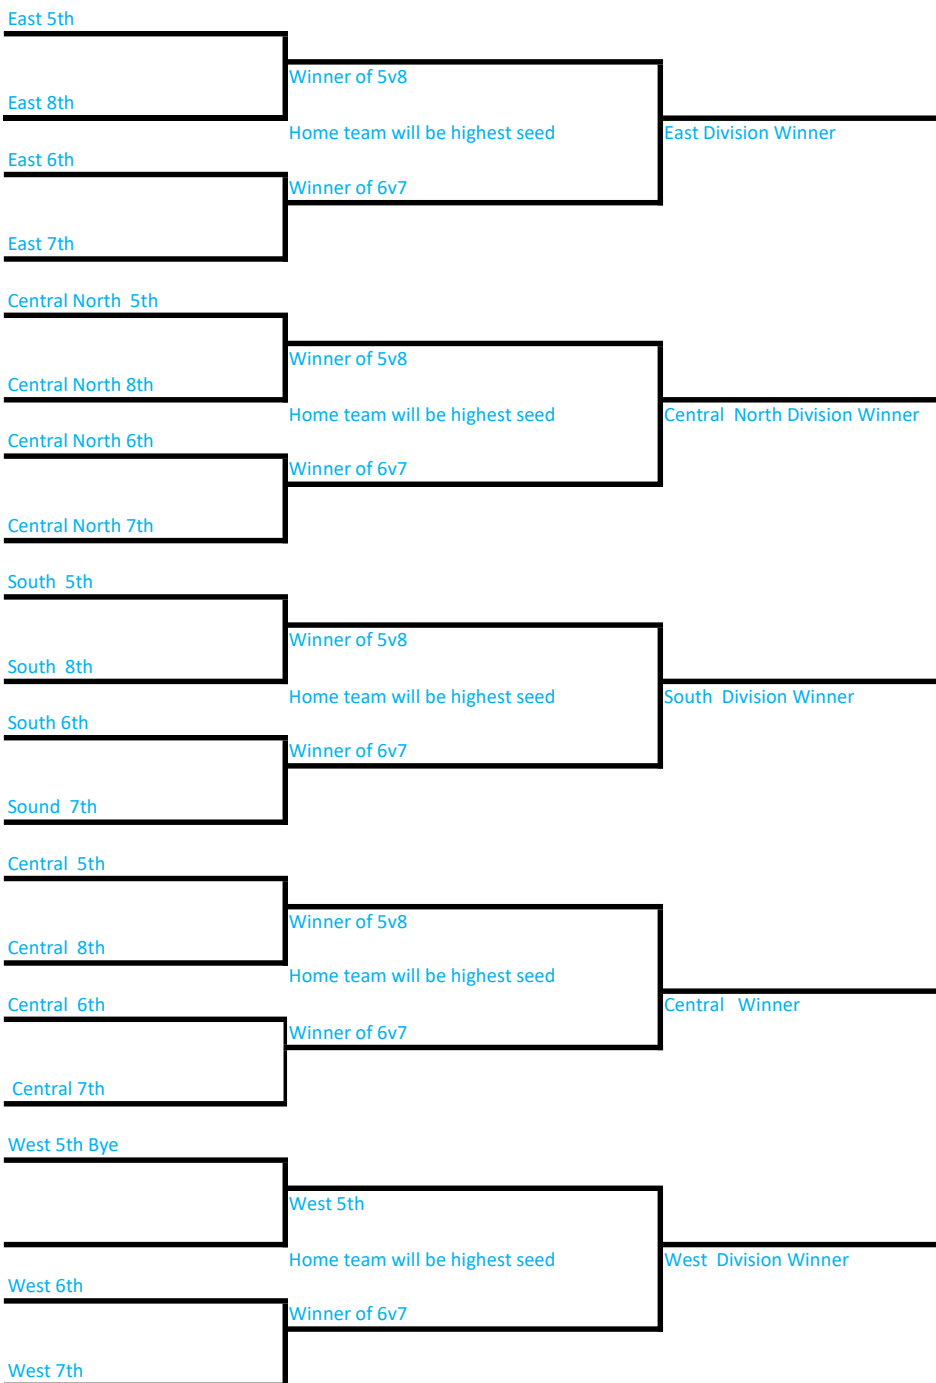 East 5th
Winner of 5v8
East 8th
Home team will be highest seed
East Division Winner
East 6th
Winner of 6v7
East 7th
Central North  5th
Winner of 5v8
Central North 8th
Home team will be highest seed
Central  North Division Winner
Central North 6th
Winner of 6v7
Central North 7th
South  5th
Winner of 5v8
South  8th
Home team will be highest seed
South  Division Winner
South 6th
Winner of 6v7
Sound  7th
Central  5th
Winner of 5v8
Central  8th
Home team will be highest seed
Central   Winner
Central  6th
Winner of 6v7
Central 7th
West 5th Bye
West 5th
Home team will be highest seed
West  Division Winner
West 6th
Winner of 6v7
West 7th